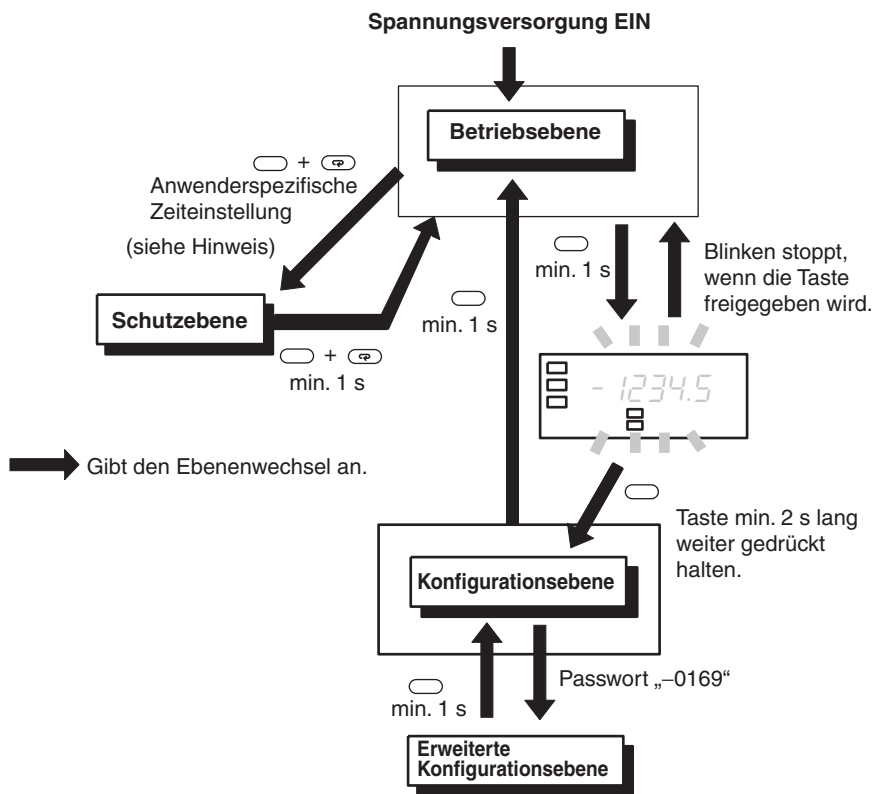 Spannungsversorgung EIN
Betriebsebene
+
Anwenderspezifische
Zeiteinstellung
(siehe Hinweis)
min. 1 s
Blinken stoppt,
wenn die Taste
freigegeben wird.
min. 1 s
Schutzebene
+
min. 1 s
-1234.5
Gibt den Ebenenwechsel an.
Taste min. 2 s lang
weiter gedrückt
halten.
Konfigurationsebene
Passwort „–0169“
min. 1 s
Erweiterte
Konfigurationsebene